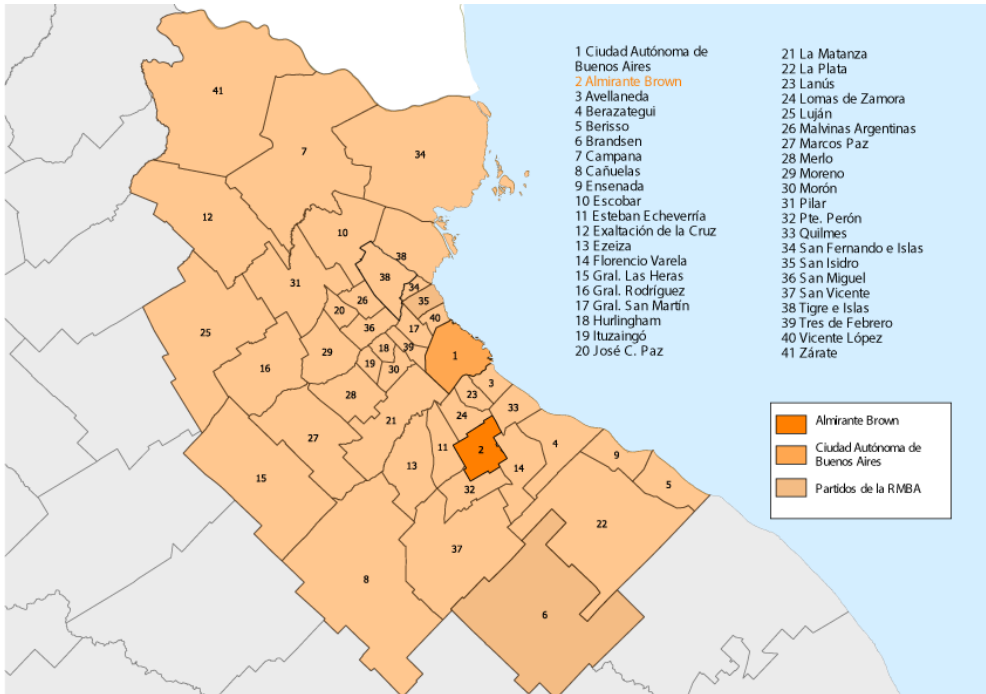 1 Ciudad Autónoma de
Buenos Aires
2 Almirante Brown
3 Avellaneda
4 Berazategui
5 Berisso
6 Brandsen
7 Campana
8 Cañuelas
9 Ensenada
10 Escobar
11 Esteban Echeverría
12 Exaltación de la Cruz
13 Ezeiza
14 Florencio Varela
15 Gral. Las Heras
16 Gral. Rodríguez
17 Gral. San Martín
18 Hurlingham
19 Ituzaingó
20 José C. Paz
21 La Matanza
22 La Plata
23 Lanús
24 Lomas de Zamora
25 Luján
26 Malvinas Argentinas
27 Marcos Paz
28 Merlo
29 Moreno
30 Morón
31 Pilar
32 Pte. Perón
33 Quilmes
34 San Fernando e Islas
35 San Isidro
36 San Miguel
37 San Vicente
38 Tigre e Islas
39 Tres de Febrero
40 Vicente López
41 Zárate
41
7
34
12
10
38
31
38
34
35
26
20
40
17
36
25
16
29
18
39
19
30
1
28
21
23
3
33
24
27
11
2
4
13
14
9
15
32
5
22
37
8
6
Almirante Brown
Ciudad Autónoma de
Buenos Aires
Partidos de la RMBA